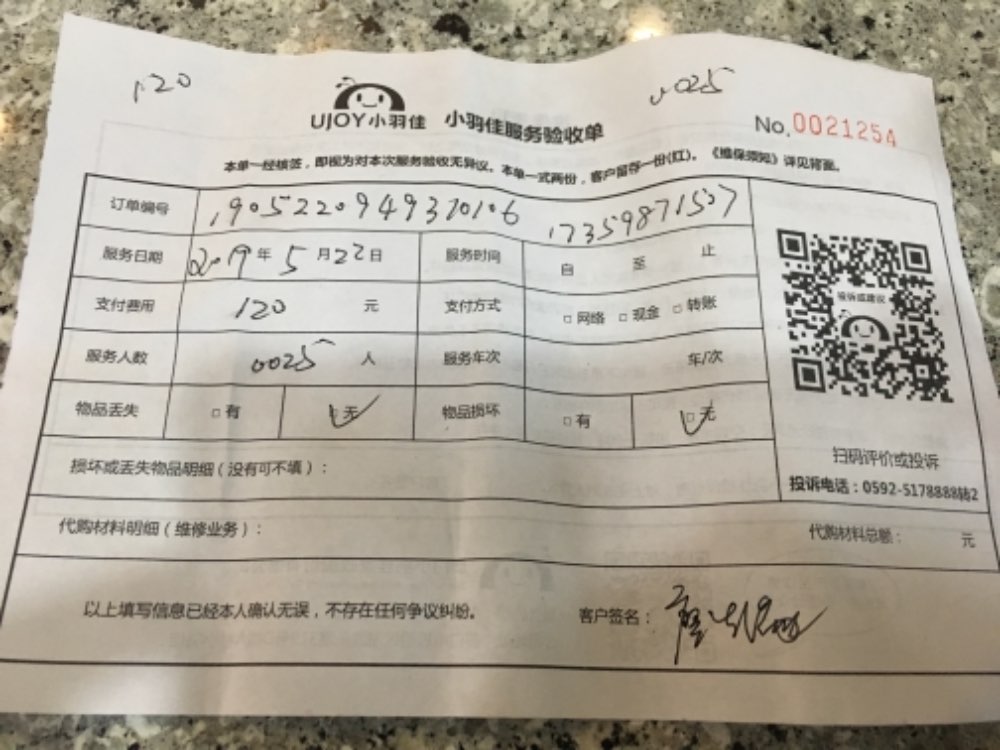 120
0025
UJOY小羽佳 小羽佳服务验收单 No.0021254
本单一经核签，即视为对本次服务验收无异议。本单一式两份，客户留存一份(红)。《维保须知》详见背面。
订单编号 1905220949370106 17359871507
服务日期 2019年5月22日 服务时间 自 至 止
支付费用 120 元 支付方式 □网络 □现金 □转账
投诉或建议
服务人数 0025 人 服务车次 车/次
物品丢失 □有 □无 物品损坏 □有 □无
扫码评价或投诉
损坏或丢失物品明细（没有可不填）：
投诉电话：0592-5178888转2
代购材料明细（维修业务）： 代购材料总额： 元
以上填写信息已经本人确认无误，不存在任何争议纠纷。 客户签名：